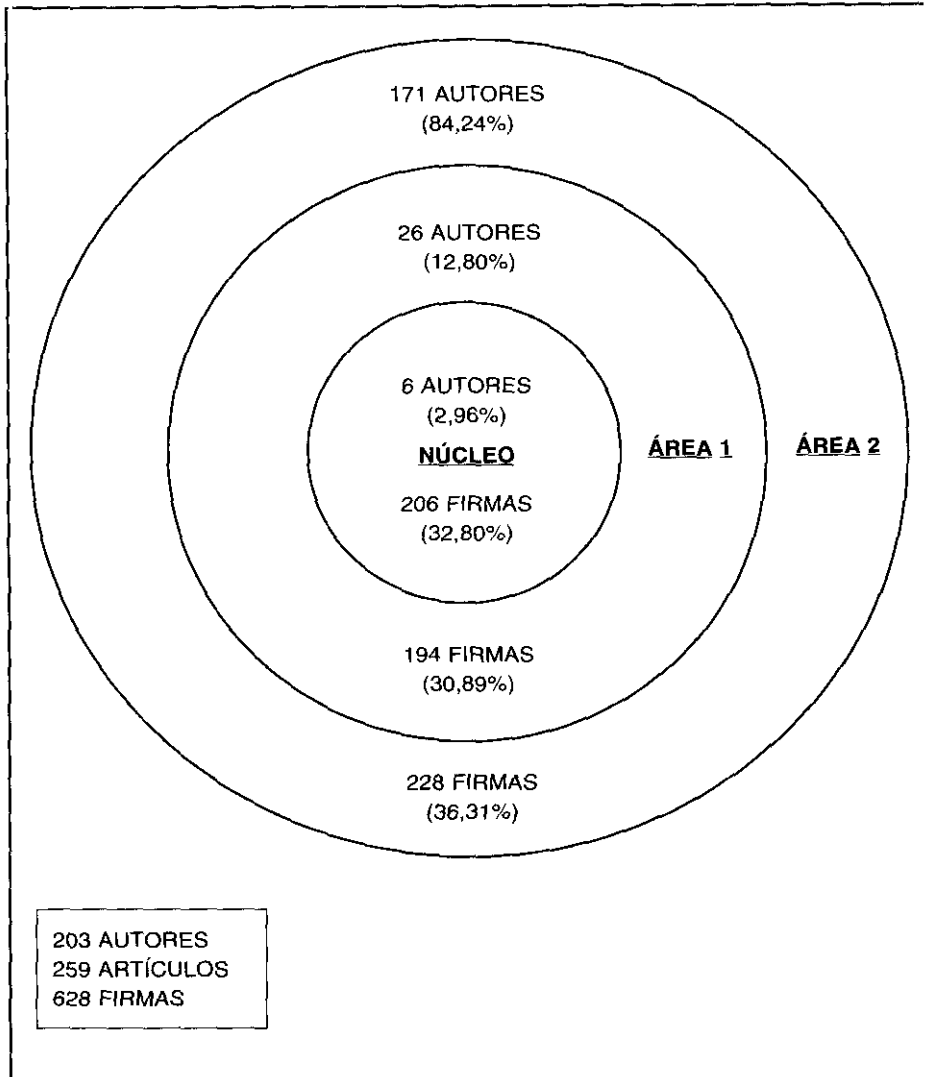 171 AUTORES
(84,24%)
26 AUTORES
(12,80%)
6 AUTORES
(2,96%)
NÚCLEO
ÁREA 1
ÁREA 2
206 FIRMAS
(32,80%)
194 FIRMAS
(30,89%)
228 FIRMAS
(36,31%)
203 AUTORES
259 ARTÍCULOS
628 FIRMAS